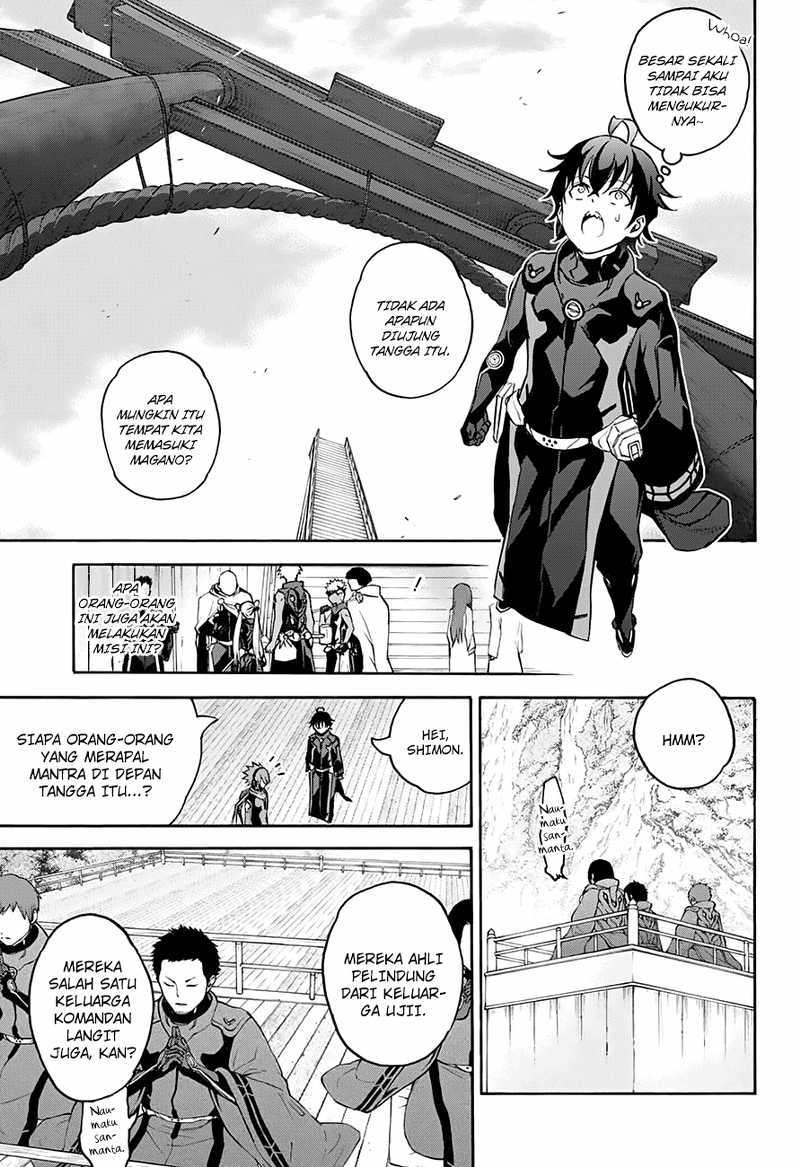 Whoa!
BESAR SEKALI
SAMPAI AKU
TIDAK BISA
MENGUKUR-
NYA~
TIDAK ADA
APAPUN
DIUJUNG
TANGGA ITU.
APA
MUNGKIN ITU
TEMPAT KITA
MEMASUKI
MAGANO?
!
APA
ORANG-ORANG
INI JUGA AKAN
MELAKUKAN
MISI INI?
HEI,
SHIMON.
SIAPA ORANG-ORANG
YANG MERAPAL
MANTRA DI DEPAN
TANGGA ITU...?
HMM?
Nau-
maku
san-
manta.
MEREKA AHLI
PELINDUNG
DARI KELUAR-
GA UJII.
MEREKA
SALAH SATU
KELUARGA
KOMANDAN
LANGIT
JUGA, KAN?
Nau-
maku
san-
manta.